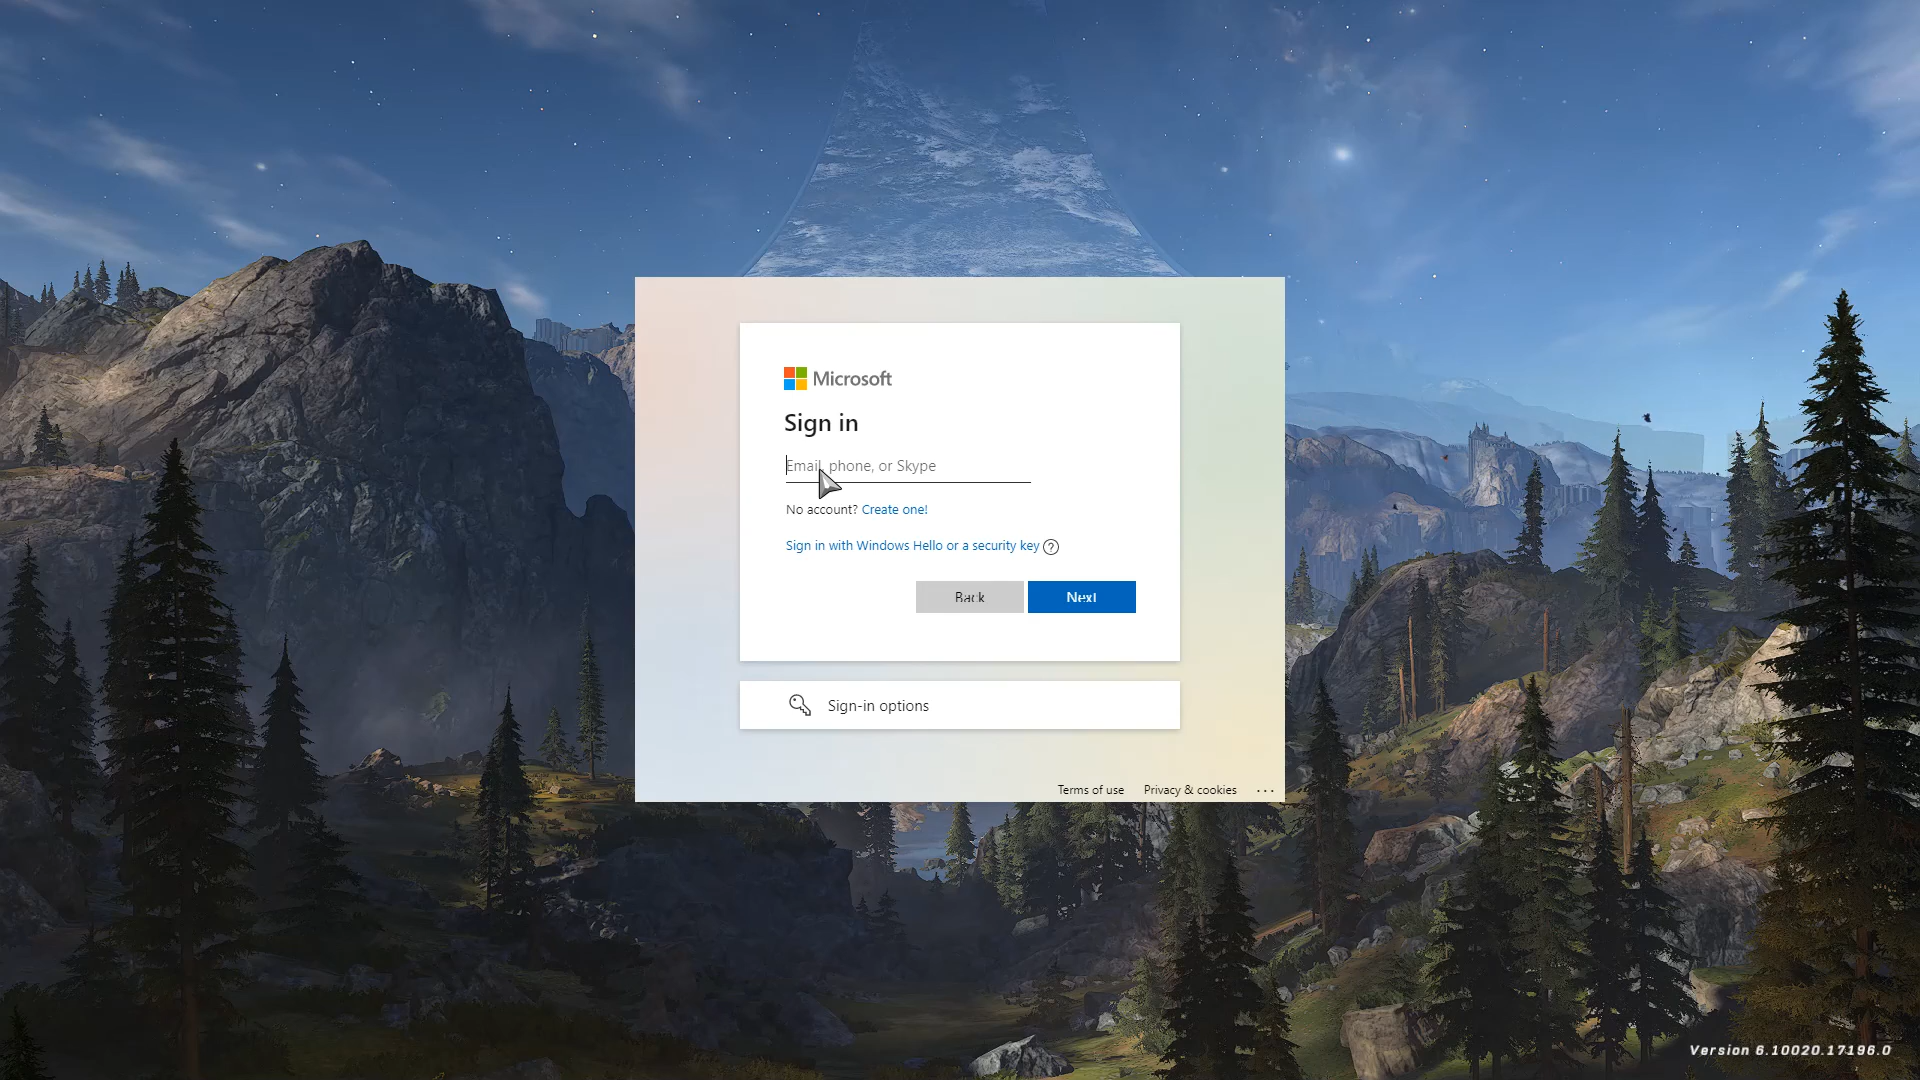 Microsoft
Sign in
Email, phone, or Skype
No account? Create one!
Sign in with Windows Hello or a security key
Back
Next
Sign-in options
Terms of use
Privacy & cookies
Version 6.10020.17196.0